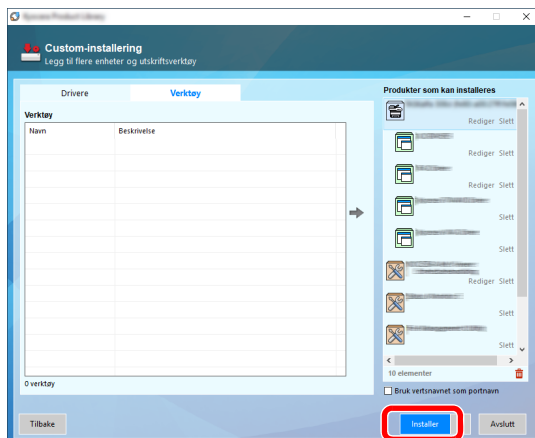 Custom-installering
Legg til flere enheter og utskriftsverktøy
Drivere
Verktøy
Verktøy
Navn
Beskrivelse
0 verktøy
Produkter som kan installeres
Rediger Slett
Rediger Slett
Rediger Slett
Slett
Slett
Rediger Slett
Slett
Slett
10 elementer
Bruk vertsnavnet som portnavn
Tilbake
Installer
Avslutt